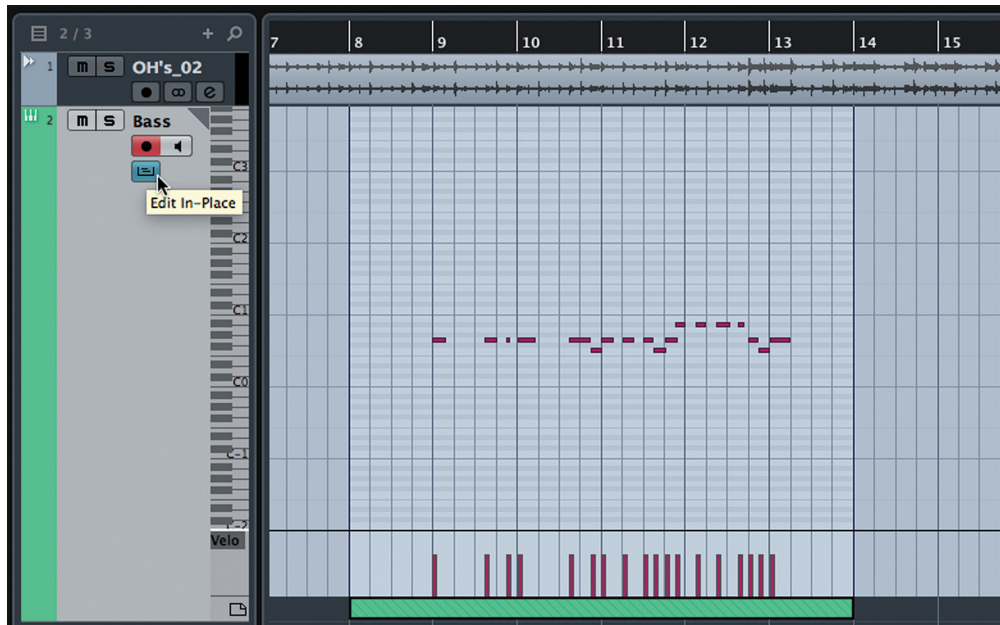 2 / 3 +
7 8 9 10 11 12 13 14 15
1 m S OH's_02
e
2 m S Bass
C3
Edit In-Place
C2
C1
C0
C-1
C-2
Velo